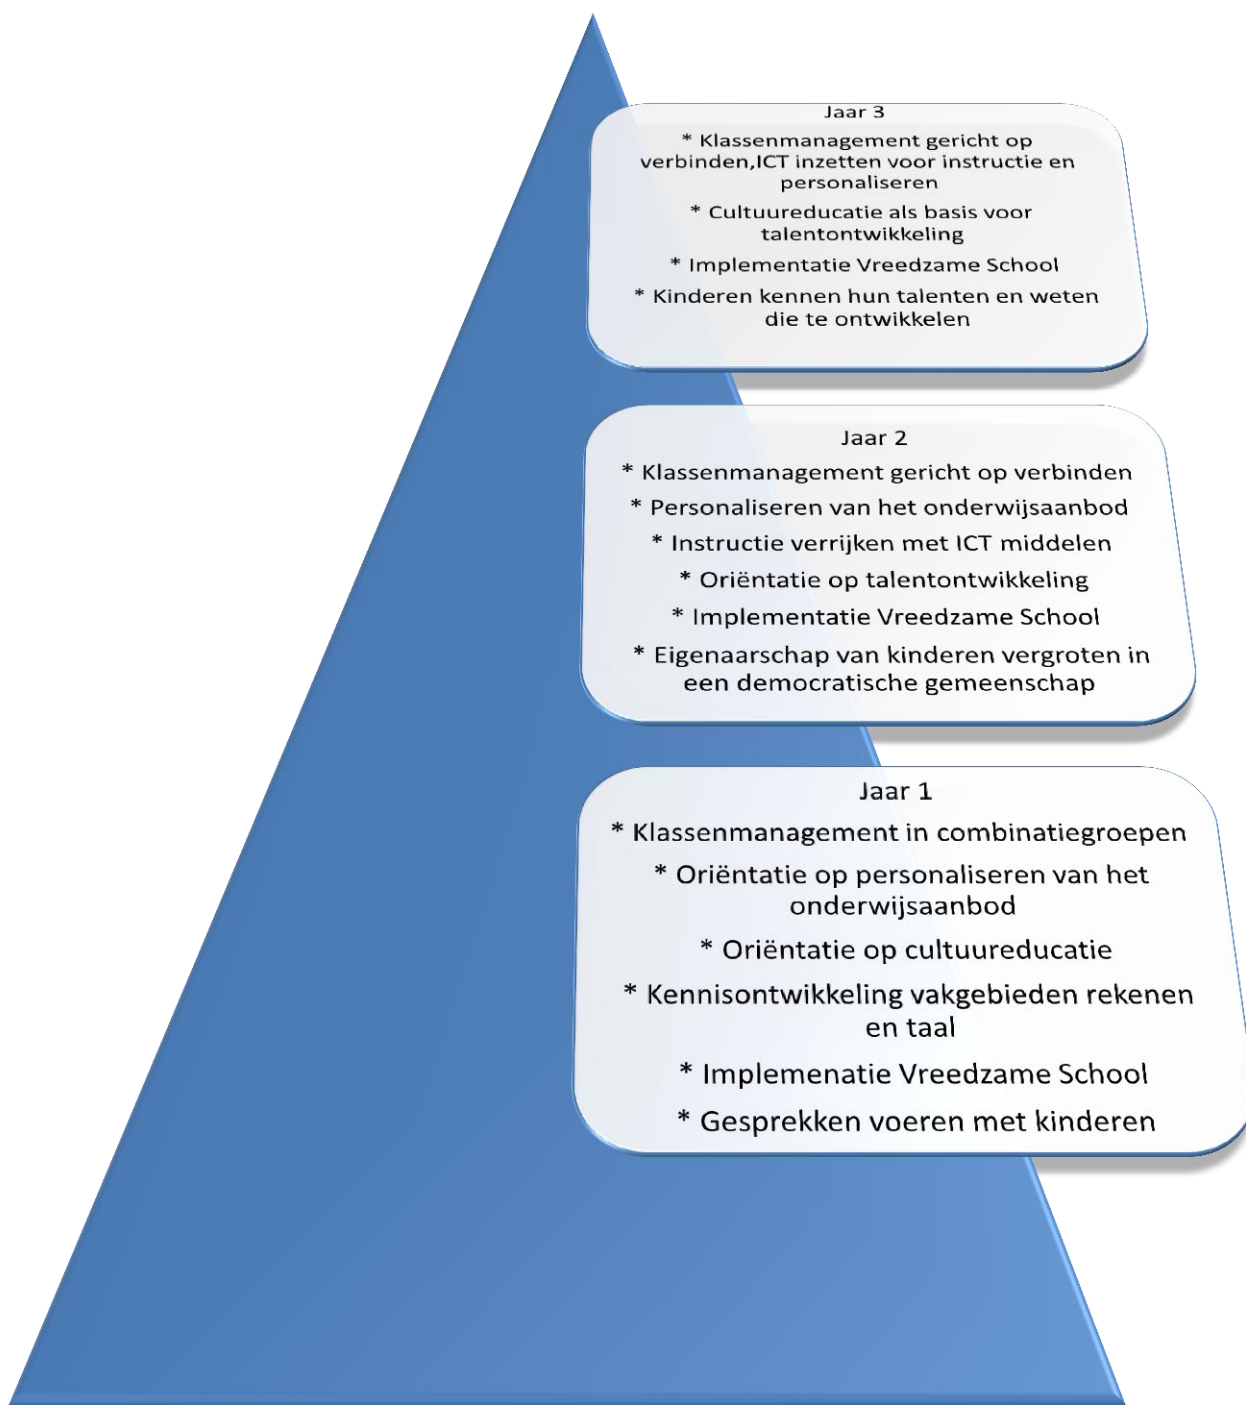 Jaar 3
* Klassenmanagement gericht op
verbinden,ICT inzetten voor instructie en
personaliseren
* Cultuureducatie als basis voor
talentontwikkeling
* Implementatie Vreedzame School
* Kinderen kennen hun talenten en weten
die te ontwikkelen
Jaar 2
* Klassenmanagement gericht op verbinden
* Personaliseren van het onderwijsaanbod
* Instructie verrijken met ICT middelen
* Oriëntatie op talentontwikkeling
* Implementatie Vreedzame School
* Eigenaarschap van kinderen vergroten in
een democratische gemeenschap
Jaar 1
* Klassenmanagement in combinatiegroepen
* Oriëntatie op personaliseren van het
onderwijsaanbod
* Oriëntatie op cultuureducatie
* Kennisontwikkeling vakgebieden rekenen
en taal
* Implemenatie Vreedzame School
* Gesprekken voeren met kinderen